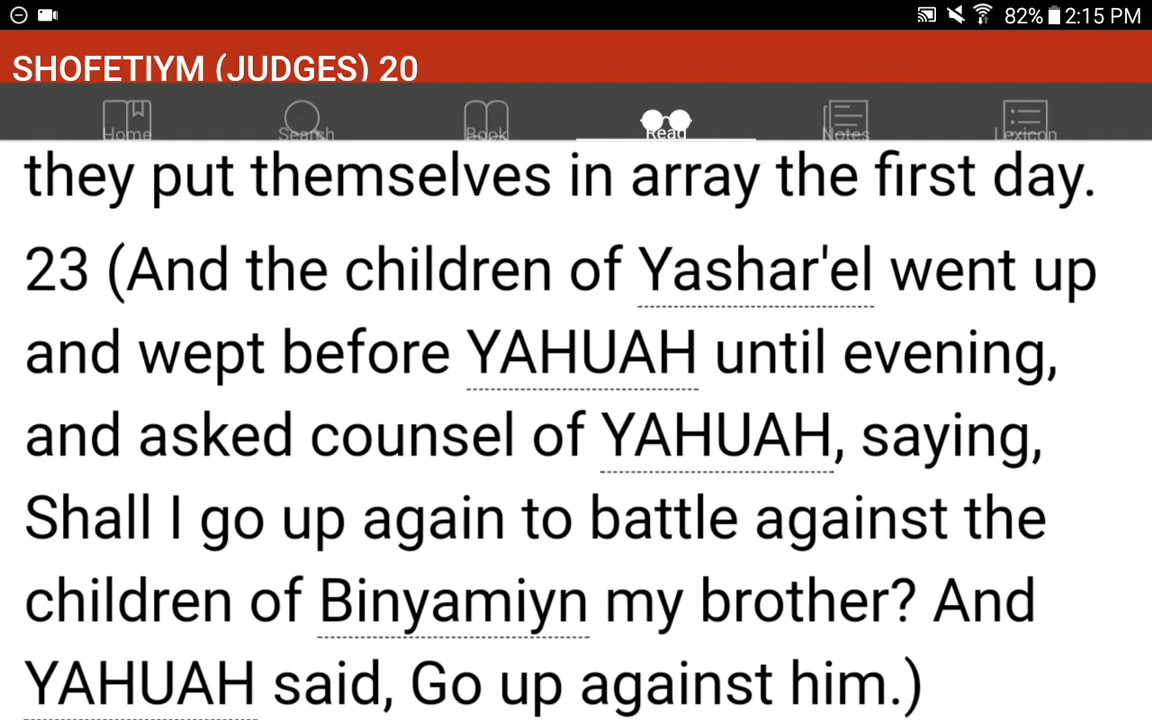 82% 2:15 PM
SHOFETIYM (JUDGES) 20
Home Search Book Read Notes Lexicon
they put themselves in array the first day.
23 (And the children of Yashar'el went up
and wept before YAHUAH until evening,
and asked counsel of YAHUAH, saying,
Shall I go up again to battle against the
children of Binyamiyn my brother? And
YAHUAH said, Go up against him.)